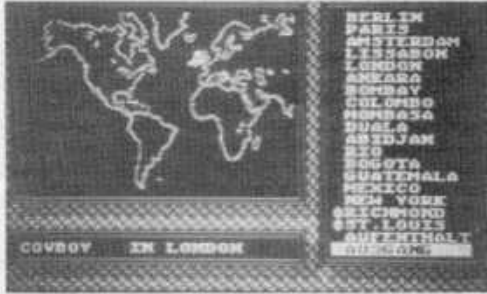 BERLIN
PARIS
AMSTERDAM
LISSABON
LONDON
ANKARA
BOMBAY
COLOMBO
MOMBASA
DUALA
ABIDJAN
RIO
BOGOTA
GUATEMALA
MEXICO
NEW YORK
RICHMOND
ST.LOUIS
AUFENTHALT
AUSGANG
COWBOY IN LONDON